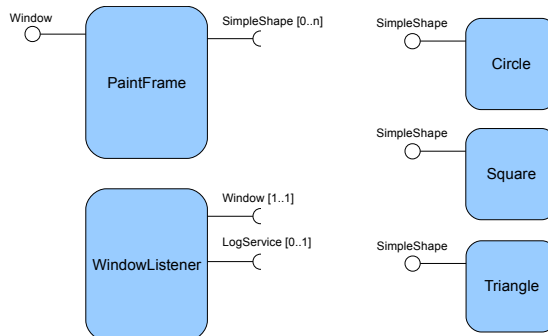 Window
SimpleShape [0..n]
PaintFrame
SimpleShape
Circle
SimpleShape
Square
Window [1..1]
LogService [0..1]
WindowListener
SimpleShape
Triangle